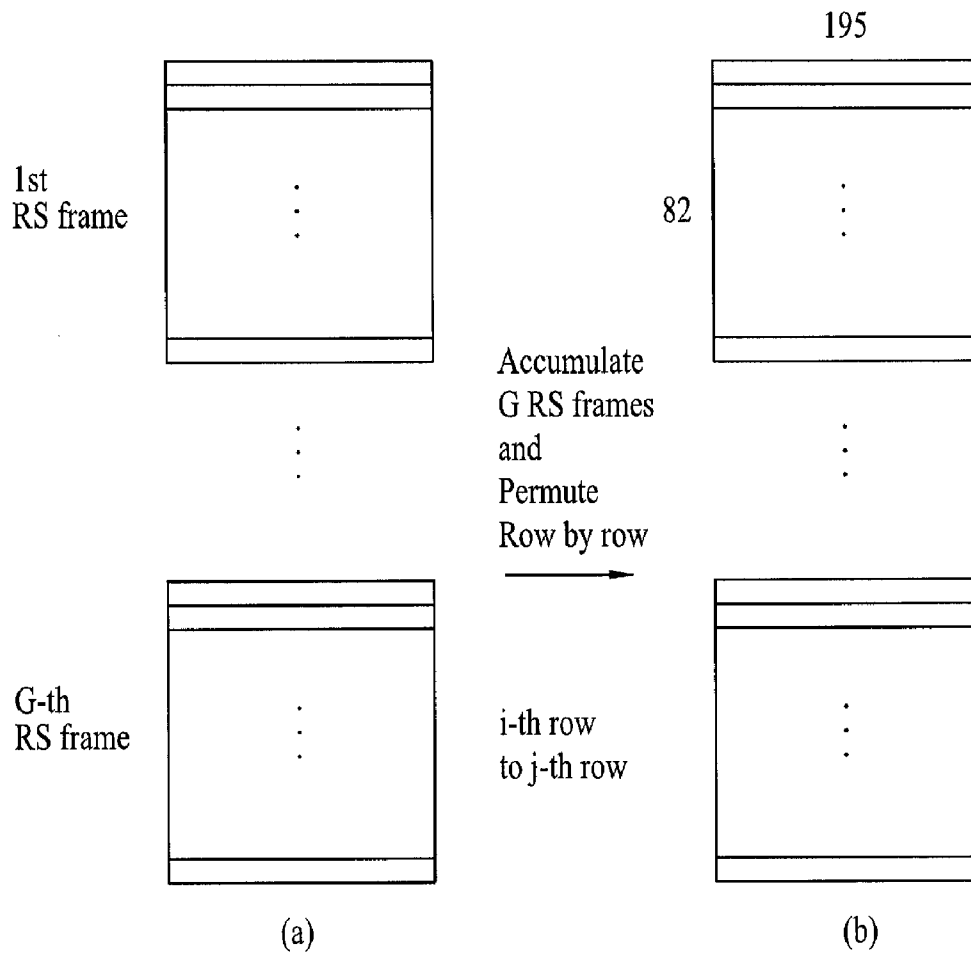 195
1st
RS frame
82
Accumulate
G RS frames
and
Permute
Row by row
G-th
RS frame
i-th row
to j-th row
(a)
(b)